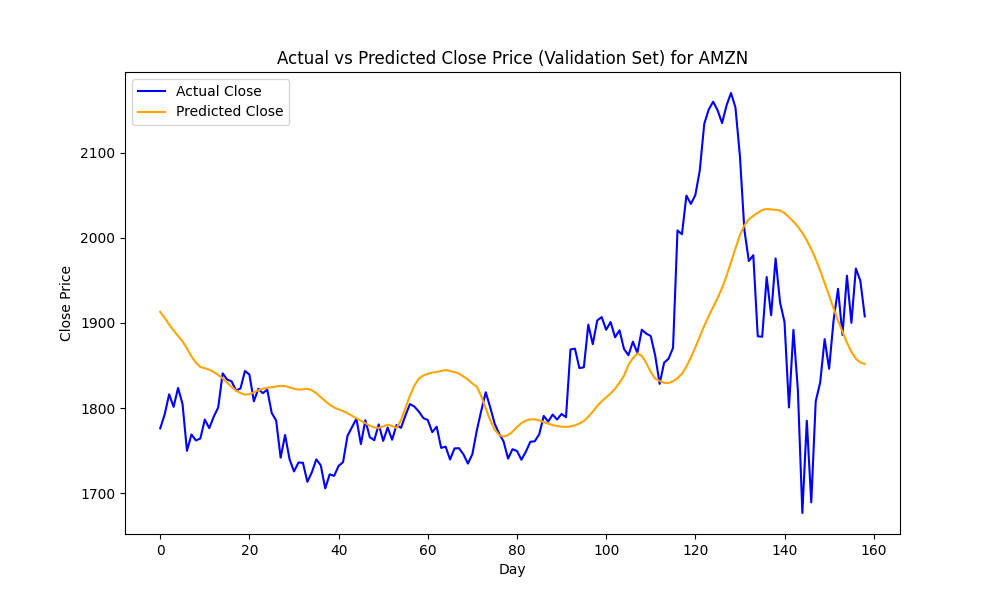 Actual vs Predicted Close Price (Validation Set) for AMZN
Actual Close
Predicted Close
2100
2000
1900
1800
1700
Close Price
0 20 40 60 80 100 120 140 160
Day